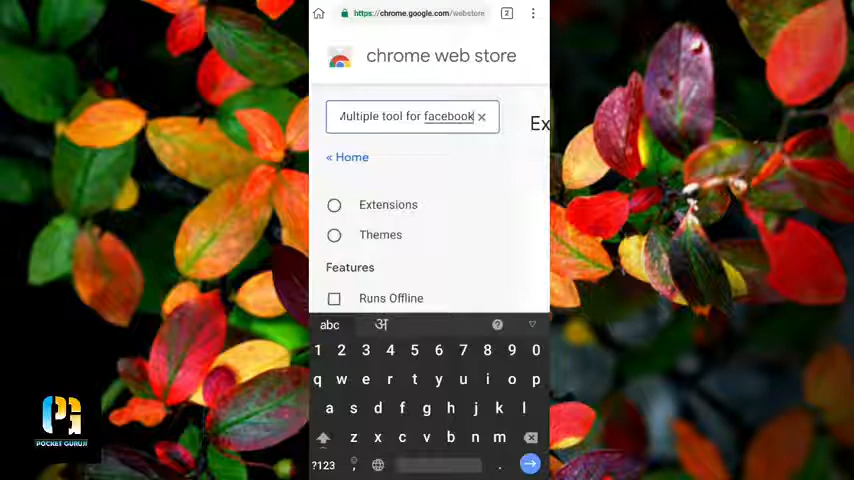 https://chrome.google.com/webstore
2
chrome web store
Multiple tool for facebook
Ex
« Home
Extensions
Themes
Features
Runs Offline
abc अ
1 2 3 4 5 6 7 8 9 0
q w e r t y u i o p
a s d f g h j k l
z x c v b n m
?123 , .
PG
POCKET GURUJI